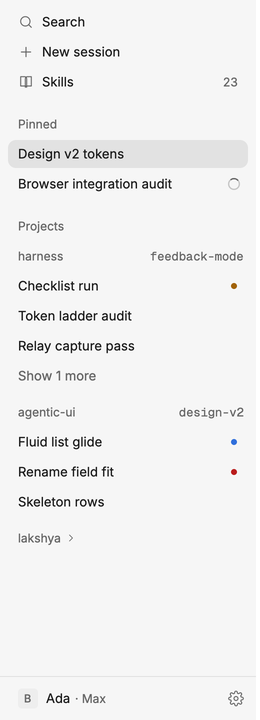 Search
New session
Skills 23
Pinned
Design v2 tokens
Browser integration audit
Projects
harness feedback-mode
Checklist run
Token ladder audit
Relay capture pass
Show 1 more
agentic-ui design-v2
Fluid list glide
Rename field fit
Skeleton rows
lakshya
B Ada · Max